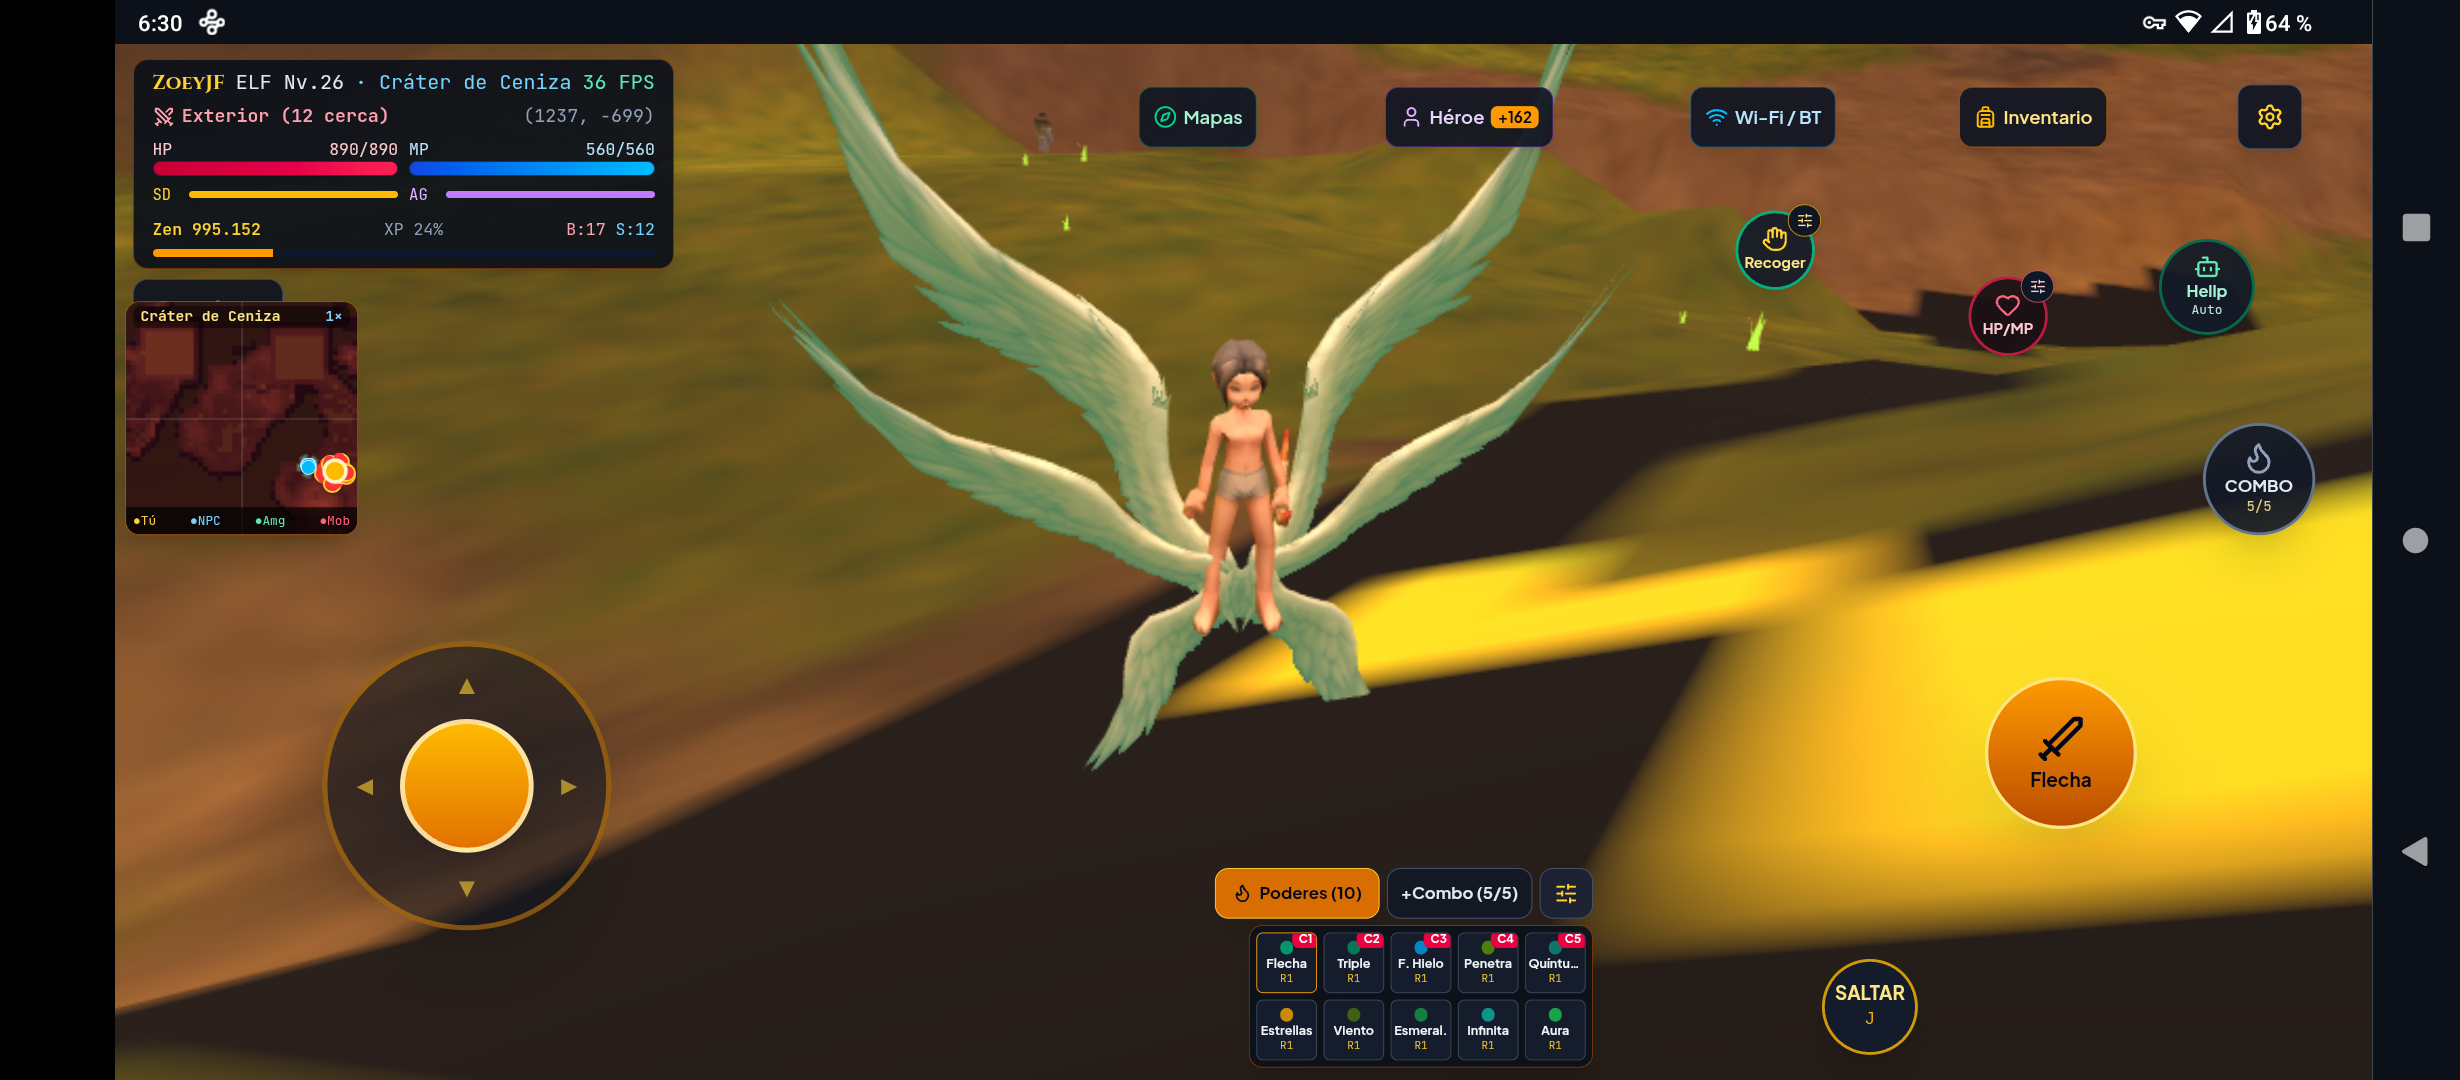 6:30
64 %
ZOEYJF ELF Nv.26 · Cráter de Ceniza 36 FPS
Exterior (12 cerca) (1237, -699)
HP 890/890 MP 560/560
SD AG
Zen 995.152 XP 24% B:17 S:12
Mapas
Héroe +162
Wi-Fi / BT
Inventario
Cráter de Ceniza 1×
Tú NPC Amg Mob
Recoger
HP/MP
Hellp
Auto
COMBO
5/5
Flecha
Poderes (10) +Combo (5/5)
C1 C2 C3 C4 C5
Flecha Triple F. Hielo Penetra Quíntu...
R1 R1 R1 R1 R1
Estrellas Viento Esmeral. Infinita Aura
R1 R1 R1 R1 R1
SALTAR
J